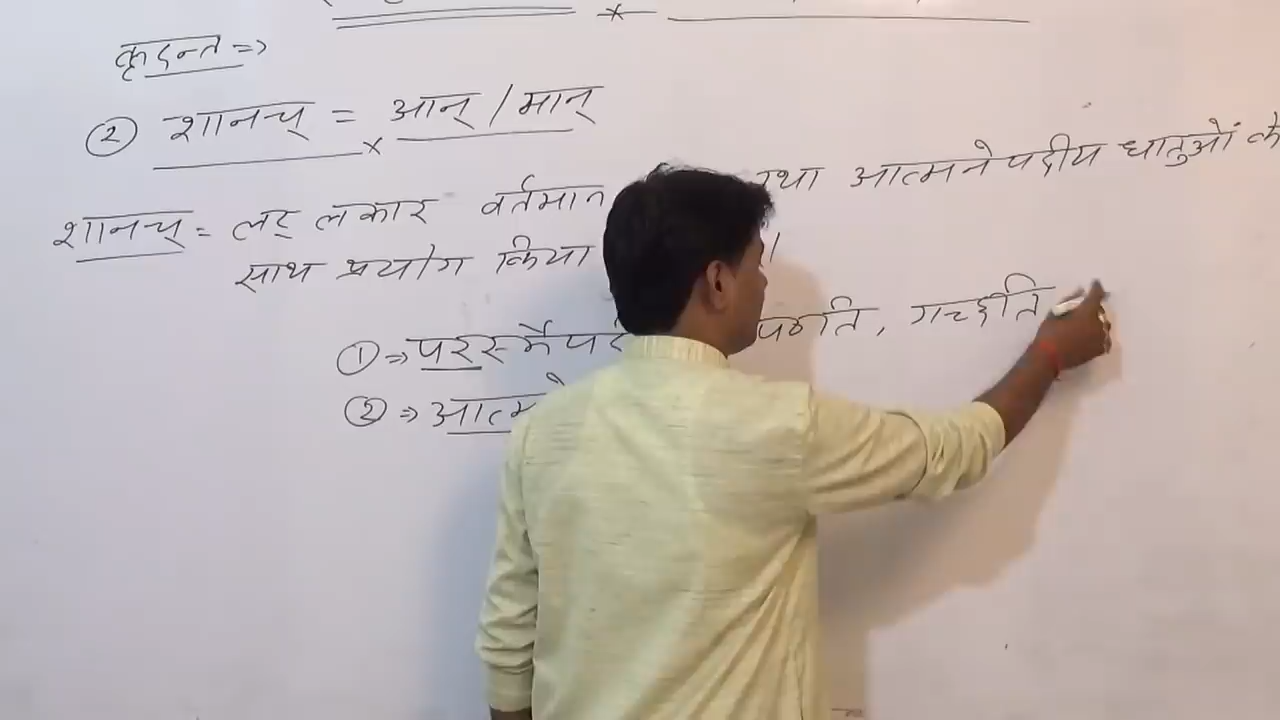 कृदन्त =>
② शानच् = आन् / मान्
शानच् = लट् लकार वर्तमान तथा आत्मनेपदीय धातुओं के
साथ प्रयोग किया ।
① => परस्मैपद पठति, गच्छति
② => आत्मने